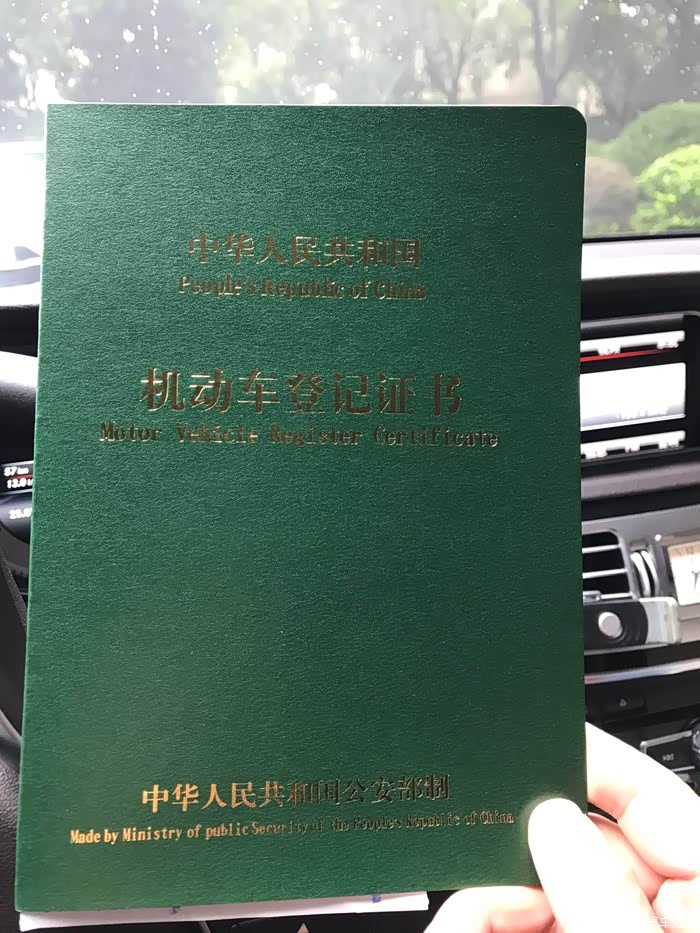 中华人民共和国
People's Republic of China
机动车登记证书
Motor Vehicle Register Certificate
中华人民共和国公安部制
Made by Ministry of public Security of the People's Republic of China